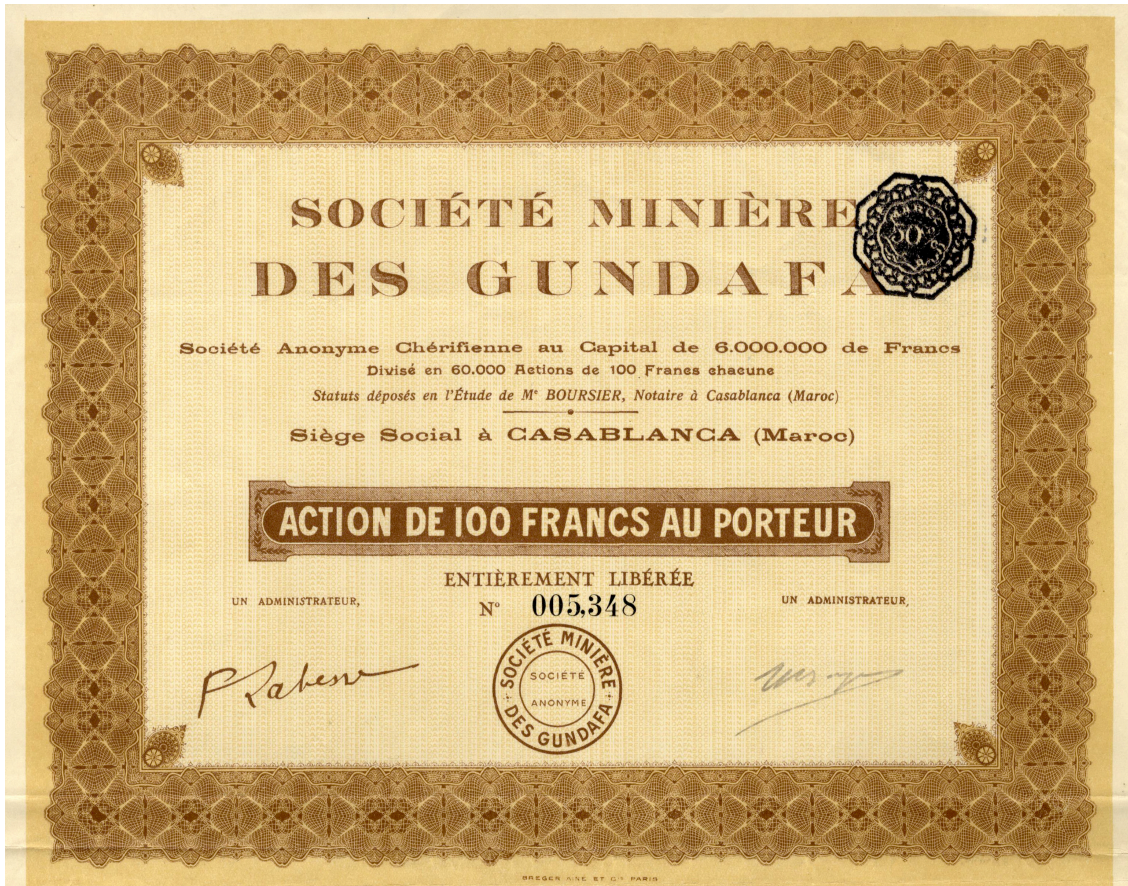 SOCIÉTÉ MINIÈRE
DES GUNDAFA
Société Anonyme Chérifienne au Capital de 6.000.000 de Francs
Divisé en 60.000 Actions de 100 Francs chacune
Statuts déposés en l'Étude de Mᵉ BOURSIER, Notaire à Casablanca (Maroc)
Siège Social à CASABLANCA (Maroc)
ACTION DE 100 FRANCS AU PORTEUR
ENTIÈREMENT LIBÉRÉE
UN ADMINISTRATEUR,
Nº 005,348
UN ADMINISTRATEUR,
SOCIÉTÉ MINIÈRE
SOCIÉTÉ
ANONYME
DES GUNDAFA
BREGER ET Cⁱᵉ PARIS